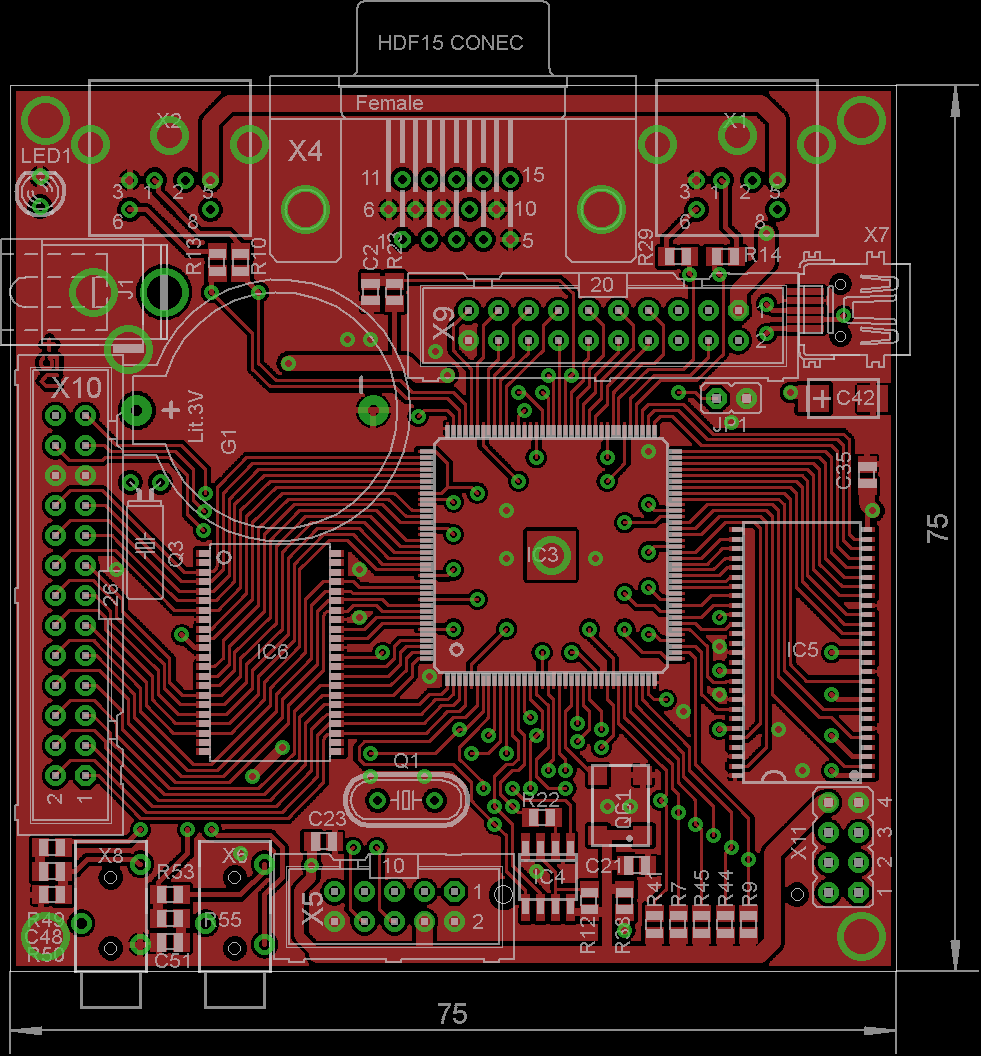 HDF15 CONEC
Female
X2
X1
LED1
X4
11
15
3 1 2 5
3 1 2 5
6
10
6
8
6
8
5
R13
R10
C2
R29
R14
X7
J1
20
X9
1
2
X10
+
Lit.3V
G1
C42
JP1
C35
75
Q3
IC3
26
IC6
IC5
2
1
Q1
C23
R22
QG1
X11
4
3
2
1
X8
X6
R53
10
IC4
C21
X5
1
2
R49
C48
R50
R55
C51
R12
R38
R41
R7
R45
R44
R9
75